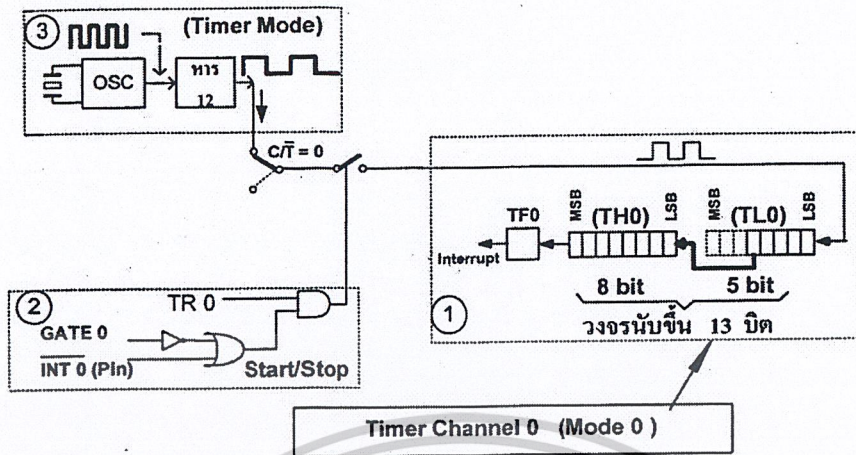 3
(Timer Mode)
OSC
หาร
12
C/T̅ = 0
MSB
(TH0)
LSB
MSB
(TL0)
LSB
TF0
Interrupt
8 bit
5 bit
1
วงจรนับขึ้น 13 บิต
2
TR 0
GATE 0
I̅N̅T̅ ̅0̅ (Pin)
Start/Stop
Timer Channel 0 (Mode 0 )